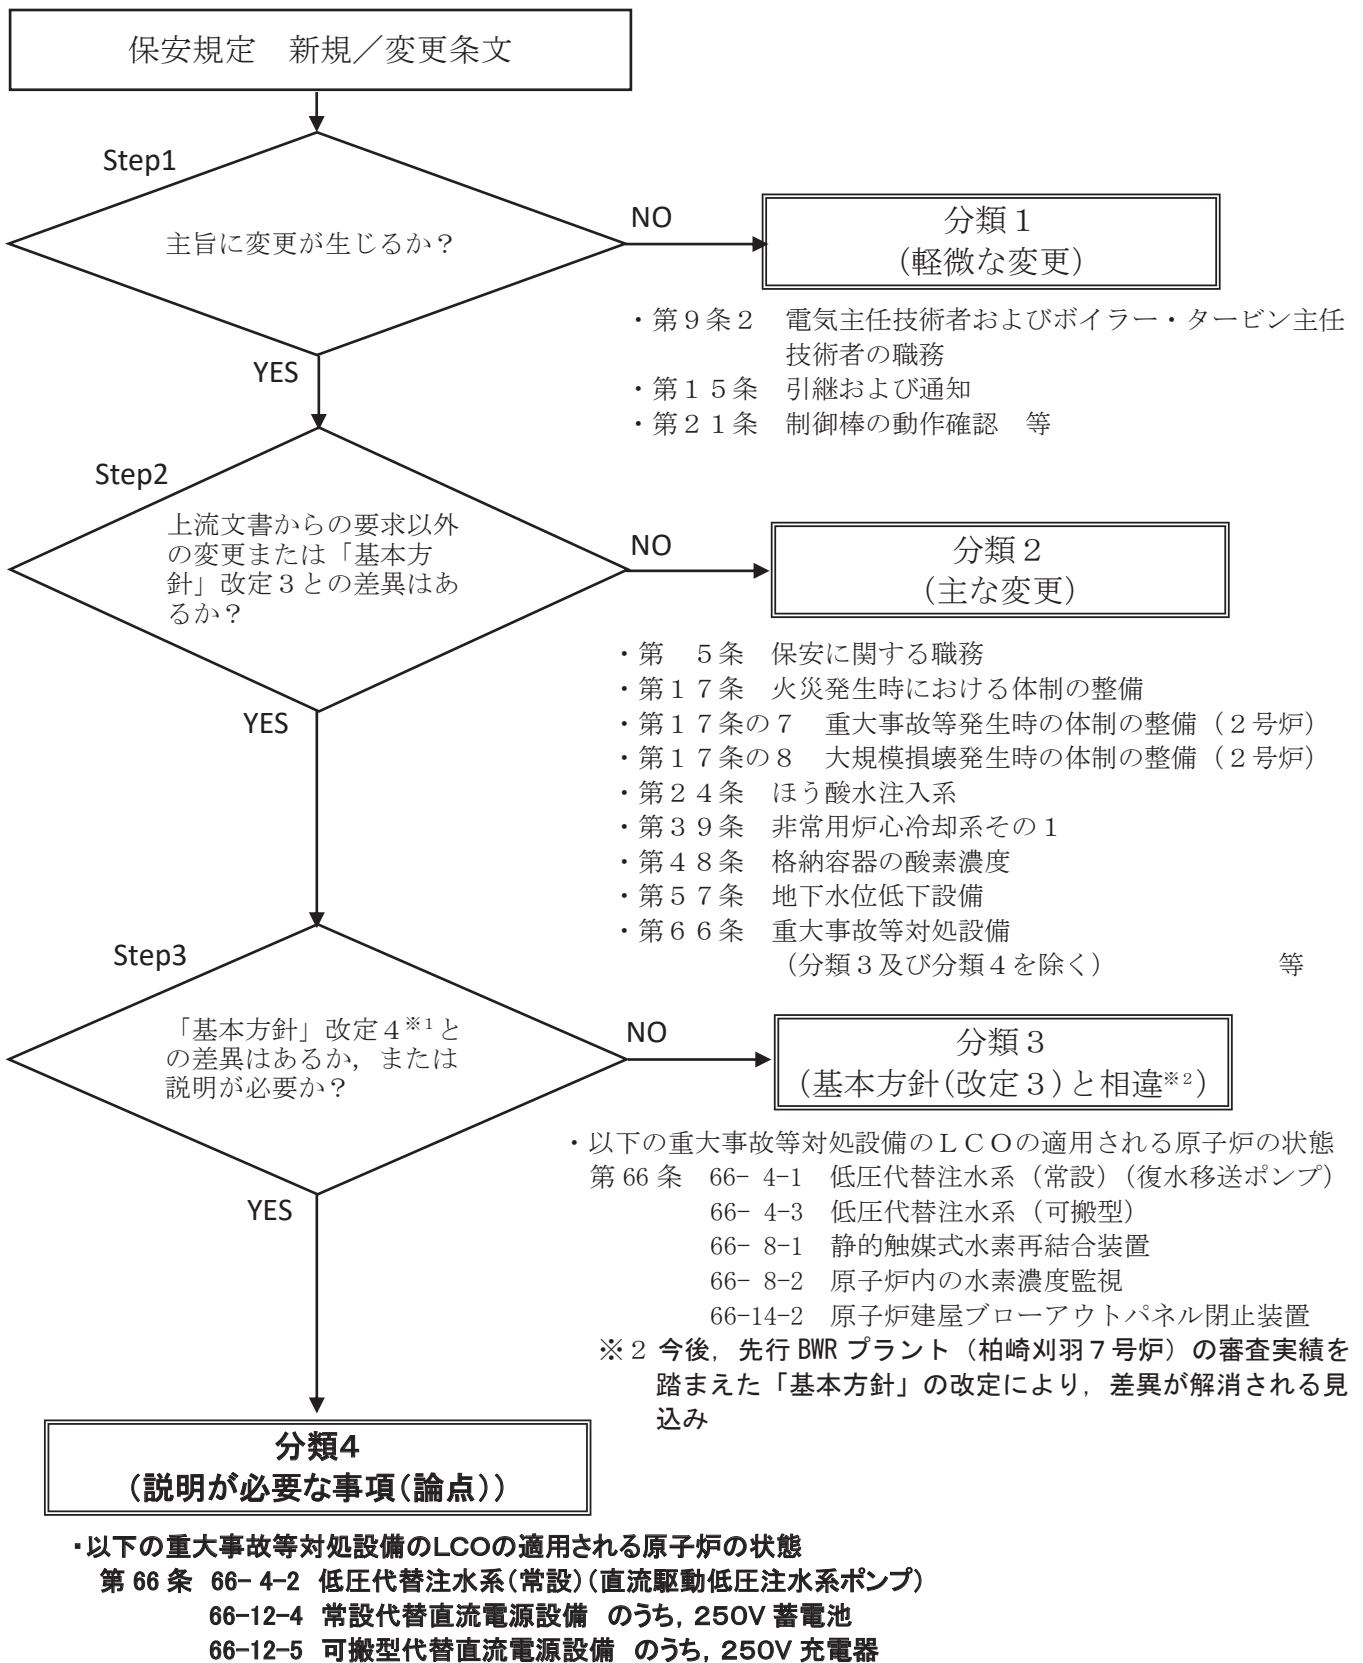 保安規定　新規／変更条文
Step1
主旨に変更が生じるか？
NO
分類１
（軽微な変更）
・第９条２　電気主任技術者およびボイラー・タービン主任
技術者の職務
・第１５条　引継および通知
・第２１条　制御棒の動作確認　等
YES
Step2
上流文書からの要求以外
の変更または「基本方
針」改定３との差異はあ
るか？
NO
分類２
（主な変更）
・第　５条　保安に関する職務
・第１７条　火災発生時における体制の整備
・第１７条の７　重大事故等発生時の体制の整備（２号炉）
・第１７条の８　大規模損壊発生時の体制の整備（２号炉）
・第２４条　ほう酸水注入系
・第３９条　非常用炉心冷却系その１
・第４８条　格納容器の酸素濃度
・第５７条　地下水位低下設備
・第６６条　重大事故等対処設備
（分類３及び分類４を除く）　等
YES
Step3
「基本方針」改定４※1と
の差異はあるか，または
説明が必要か？
NO
分類３
（基本方針（改定３）と相違※2）
・以下の重大事故等対処設備のＬＣＯの適用される原子炉の状態
第 66 条　66- 4-1　低圧代替注水系（常設）（復水移送ポンプ）
66- 4-3　低圧代替注水系（可搬型）
66- 8-1　静的触媒式水素再結合装置
66- 8-2　原子炉内の水素濃度監視
66-14-2　原子炉建屋ブローアウトパネル閉止装置
※２ 今後，先行 BWR プラント（柏崎刈羽７号炉）の審査実績を
踏まえた「基本方針」の改定により，差異が解消される見
込み
YES
分類4
（説明が必要な事項（論点））
・以下の重大事故等対処設備のLCOの適用される原子炉の状態
第 66 条　66- 4-2　低圧代替注水系（常設）（直流駆動低圧注水系ポンプ）
66-12-4　常設代替直流電源設備　のうち，250V 蓄電池
66-12-5　可搬型代替直流電源設備　のうち，250V 充電器